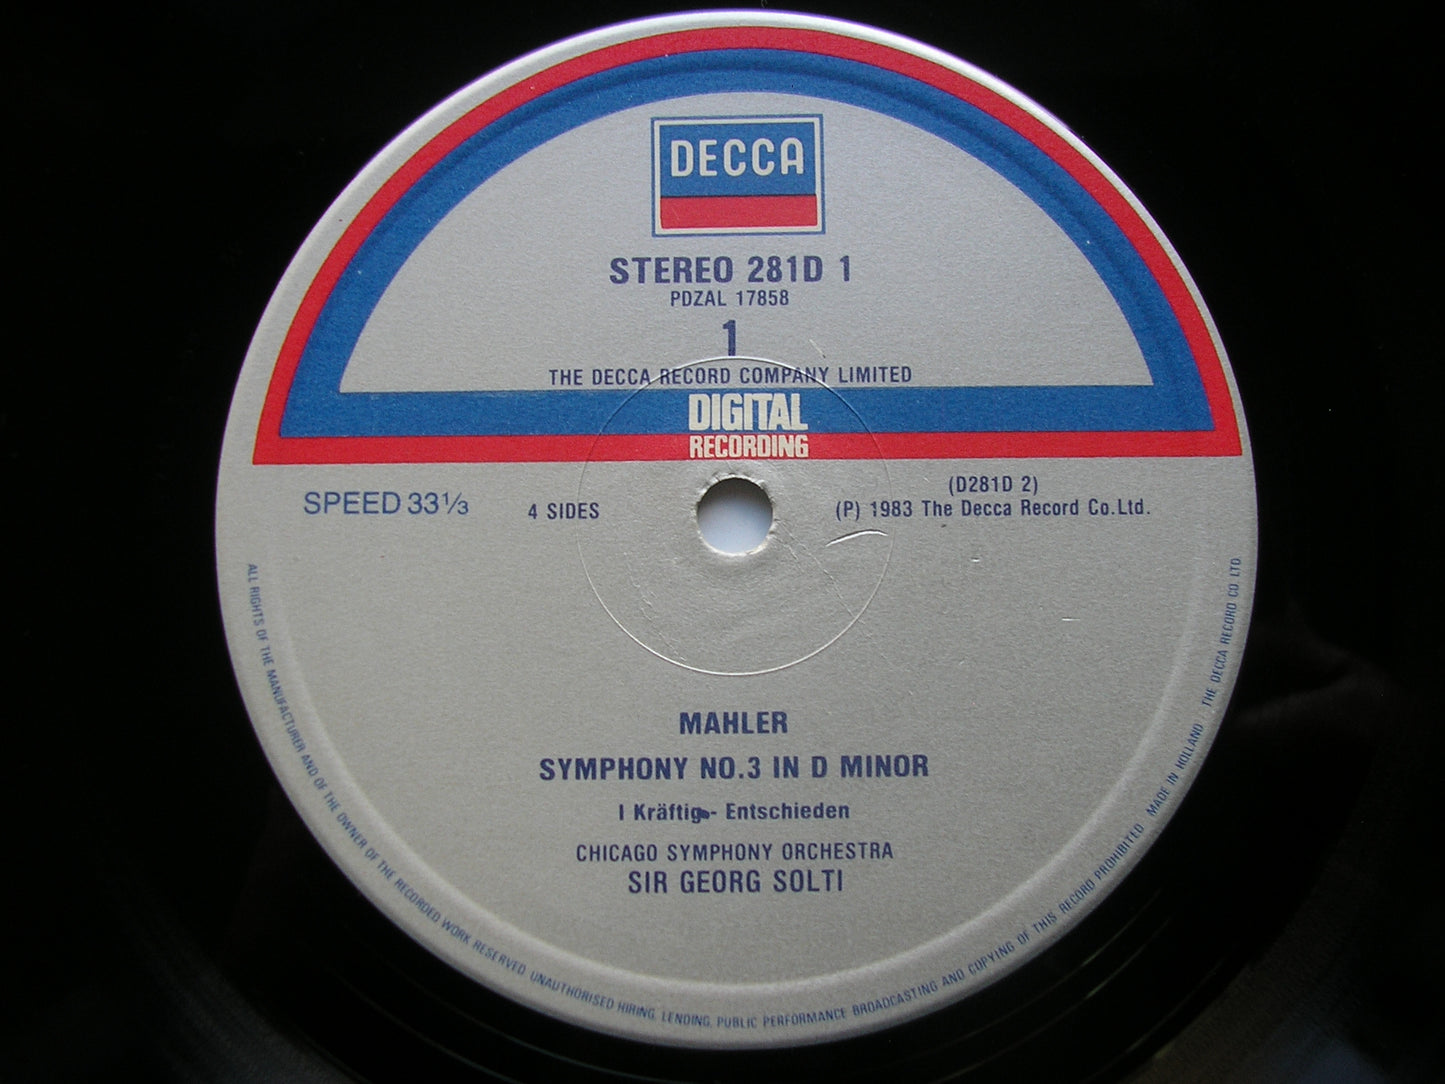 DECCA
STEREO 281D 1
PDZAL 17858
1
THE DECCA RECORD COMPANY LIMITED
DIGITAL
RECORDING
SPEED 33⅓
4 SIDES
(D281D 2)
(P) 1983 The Decca Record Co.Ltd.
MAHLER
SYMPHONY NO.3 IN D MINOR
I Kräftig - Entschieden
CHICAGO SYMPHONY ORCHESTRA
SIR GEORG SOLTI
ALL RIGHTS OF THE MANUFACTURER AND OF THE OWNER OF THE RECORDED WORK RESERVED. UNAUTHORISED HIRING, LENDING, PUBLIC PERFORMANCE BROADCASTING AND COPYING OF THIS RECORD PROHIBITED MADE IN HOLLAND THE DECCA RECORD CO. LTD.